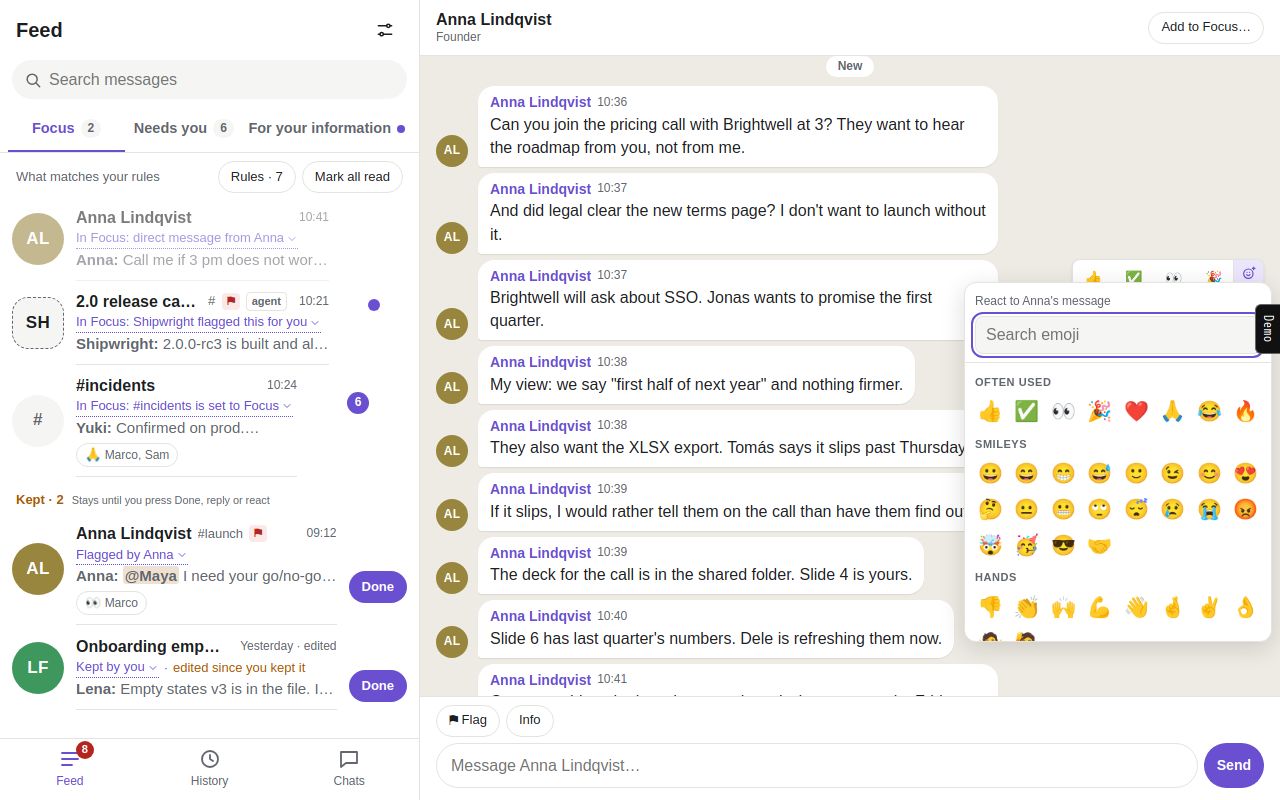 Feed
Search messages
Focus 2 Needs you 6 For your information
What matches your rules Rules · 7 Mark all read
AL Anna Lindqvist 10:41
In Focus: direct message from Anna
Anna: Call me if 3 pm does not wor…
SH 2.0 release ca… # agent 10:21
In Focus: Shipwright flagged this for you
Shipwright: 2.0.0-rc3 is built and al…
# #incidents 10:24
In Focus: #incidents is set to Focus 6
Yuki: Confirmed on prod.…
🙏 Marco, Sam
Kept · 2 Stays until you press Done, reply or react
AL Anna Lindqvist #launch 09:12
Flagged by Anna
Anna: @Maya I need your go/no-go… Done
👀 Marco
LF Onboarding emp… Yesterday · edited
Kept by you · edited since you kept it
Lena: Empty states v3 is in the file. I… Done
8
Feed History Chats
Anna Lindqvist
Founder
Add to Focus…
New
Anna Lindqvist 10:36
Can you join the pricing call with Brightwell at 3? They want to hear
the roadmap from you, not from me.
AL
Anna Lindqvist 10:37
And did legal clear the new terms page? I don't want to launch without
it.
AL
Anna Lindqvist 10:37
Brightwell will ask about SSO. Jonas wants to promise the first
quarter.
AL
Anna Lindqvist 10:38
My view: we say "first half of next year" and nothing firmer.
AL
Anna Lindqvist 10:38
They also want the XLSX export. Tomás says it slips past Thursday
AL
Anna Lindqvist 10:39
If it slips, I would rather tell them on the call than have them find ou
AL
Anna Lindqvist 10:39
The deck for the call is in the shared folder. Slide 4 is yours.
AL
Anna Lindqvist 10:40
Slide 6 has last quarter's numbers. Dele is refreshing them now.
AL
Anna Lindqvist 10:41
React to Anna's message
Search emoji
Demo
OFTEN USED
SMILEYS
HANDS
Flag Info
Message Anna Lindqvist…
Send